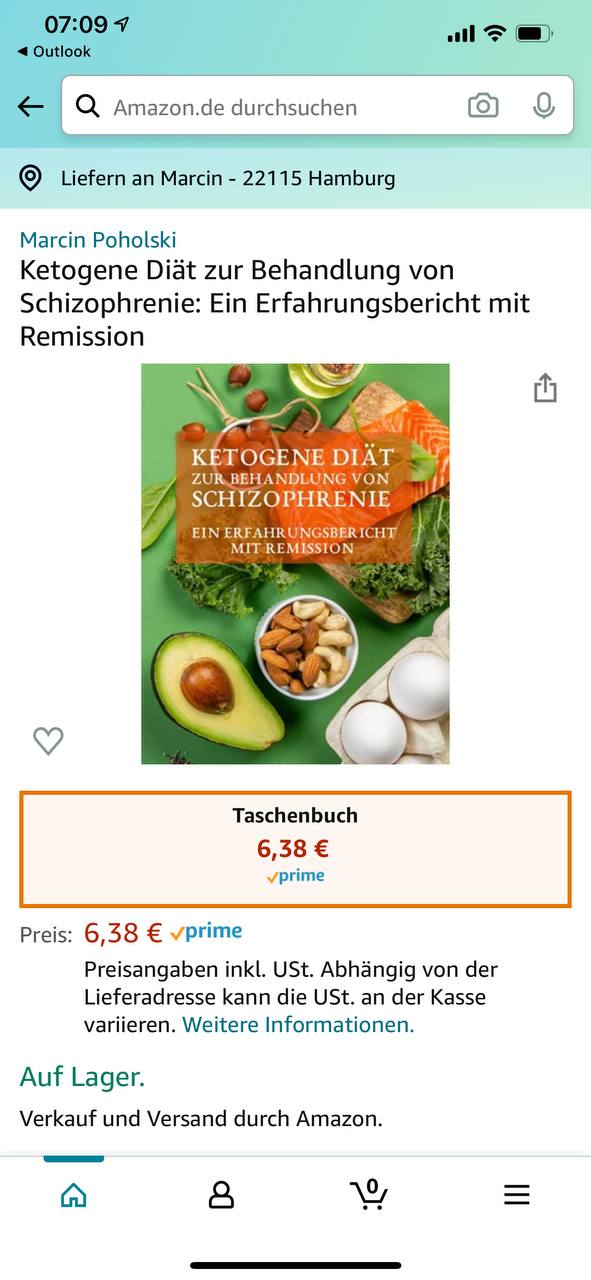 07:09
◀ Outlook
Amazon.de durchsuchen
Liefern an Marcin - 22115 Hamburg
Marcin Poholski
Ketogene Diät zur Behandlung von
Schizophrenie: Ein Erfahrungsbericht mit
Remission
KETOGENE DIÄT
ZUR BEHANDLUNG VON
SCHIZOPHRENIE
EIN ERFAHRUNGSBERICHT
MIT REMISSION
Taschenbuch
6,38 €
prime
Preis: 6,38 € prime
Preisangaben inkl. USt. Abhängig von der
Lieferadresse kann die USt. an der Kasse
variieren. Weitere Informationen.
Auf Lager.
Verkauf und Versand durch Amazon.
0